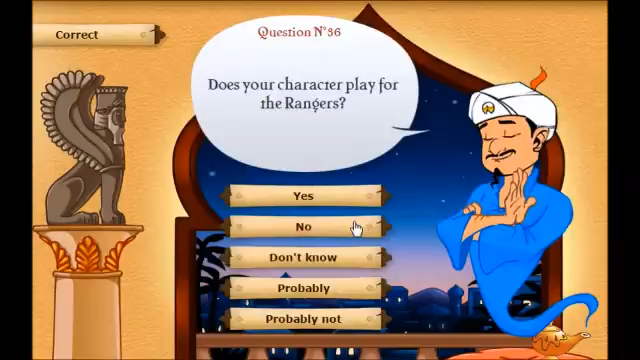 Correct
Question N°36
Does your character play for
the Rangers?
Yes
No
Don't know
Probably
Probably not